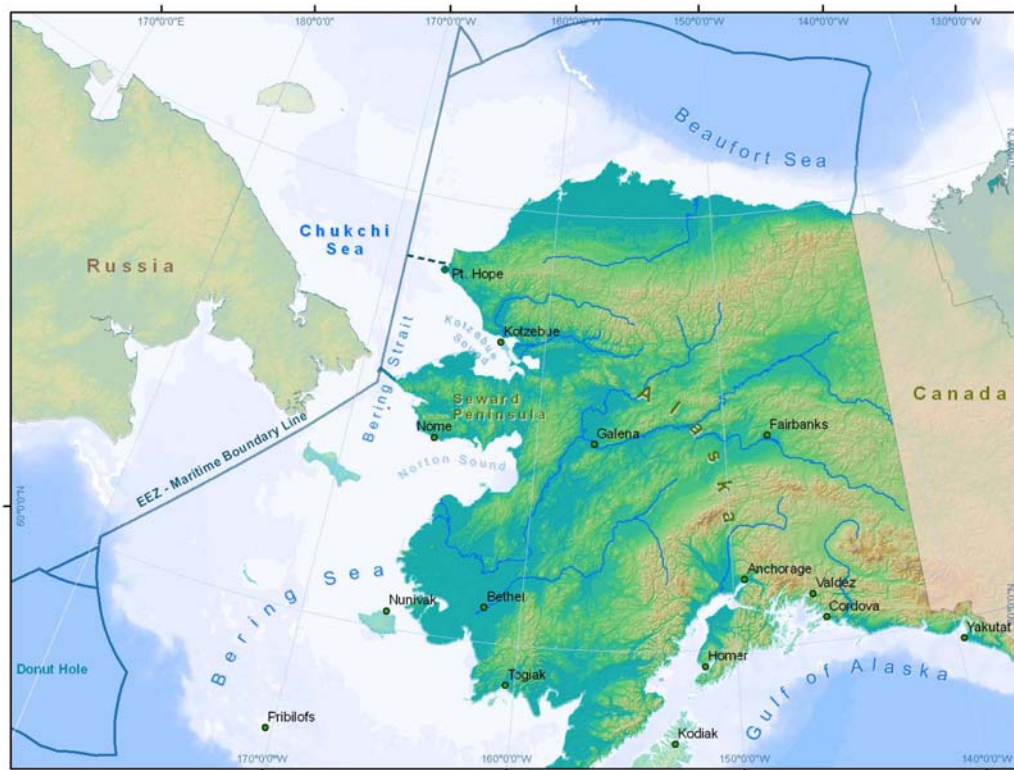 170°0'0"E
180°0'0"
170°0'0"W
160°0'0"W
150°0'0"W
140°0'0"W
130°0'0"W
Beaufort Sea
Chukchi
Sea
Russia
Pt. Hope
Kotzebue
Kotzebue
Sound
Bering Strait
Seward
Peninsula
Canada
Alaska
Nome
Galena
Fairbanks
Norton Sound
EEZ - Maritime Boundary Line
60°0'0"N
Bering Sea
Anchorage
Valdez
Nunivak
Bethel
Cordova
Yakutat
Donut Hole
Homer
Togiak
Gulf of Alaska
Pribilofs
Kodiak
170°0'0"W
160°0'0"W
150°0'0"W
140°0'0"W